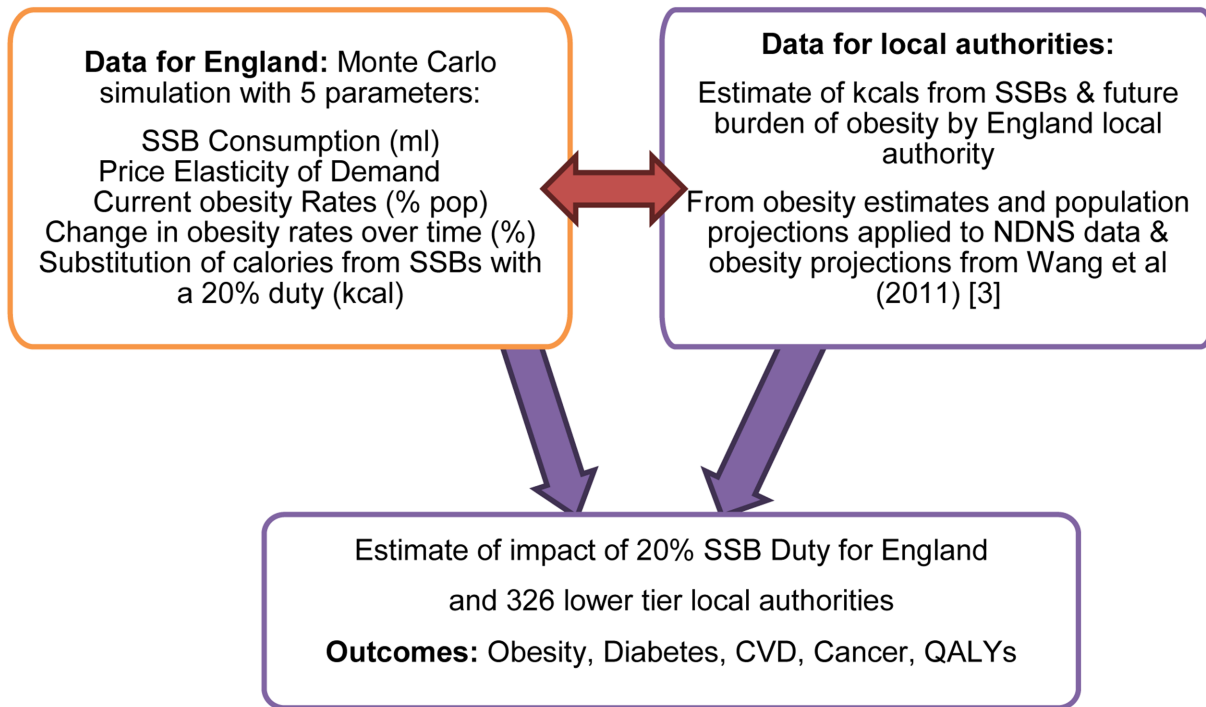 Data for England: Monte Carlo
simulation with 5 parameters:
SSB Consumption (ml)
Price Elasticity of Demand
Current obesity Rates (% pop)
Change in obesity rates over time (%)
Substitution of calories from SSBs with
a 20% duty (kcal)
Data for local authorities:
Estimate of kcals from SSBs & future
burden of obesity by England local
authority
From obesity estimates and population
projections applied to NDNS data &
obesity projections from Wang et al
(2011) [3]
Estimate of impact of 20% SSB Duty for England
and 326 lower tier local authorities
Outcomes: Obesity, Diabetes, CVD, Cancer, QALYs